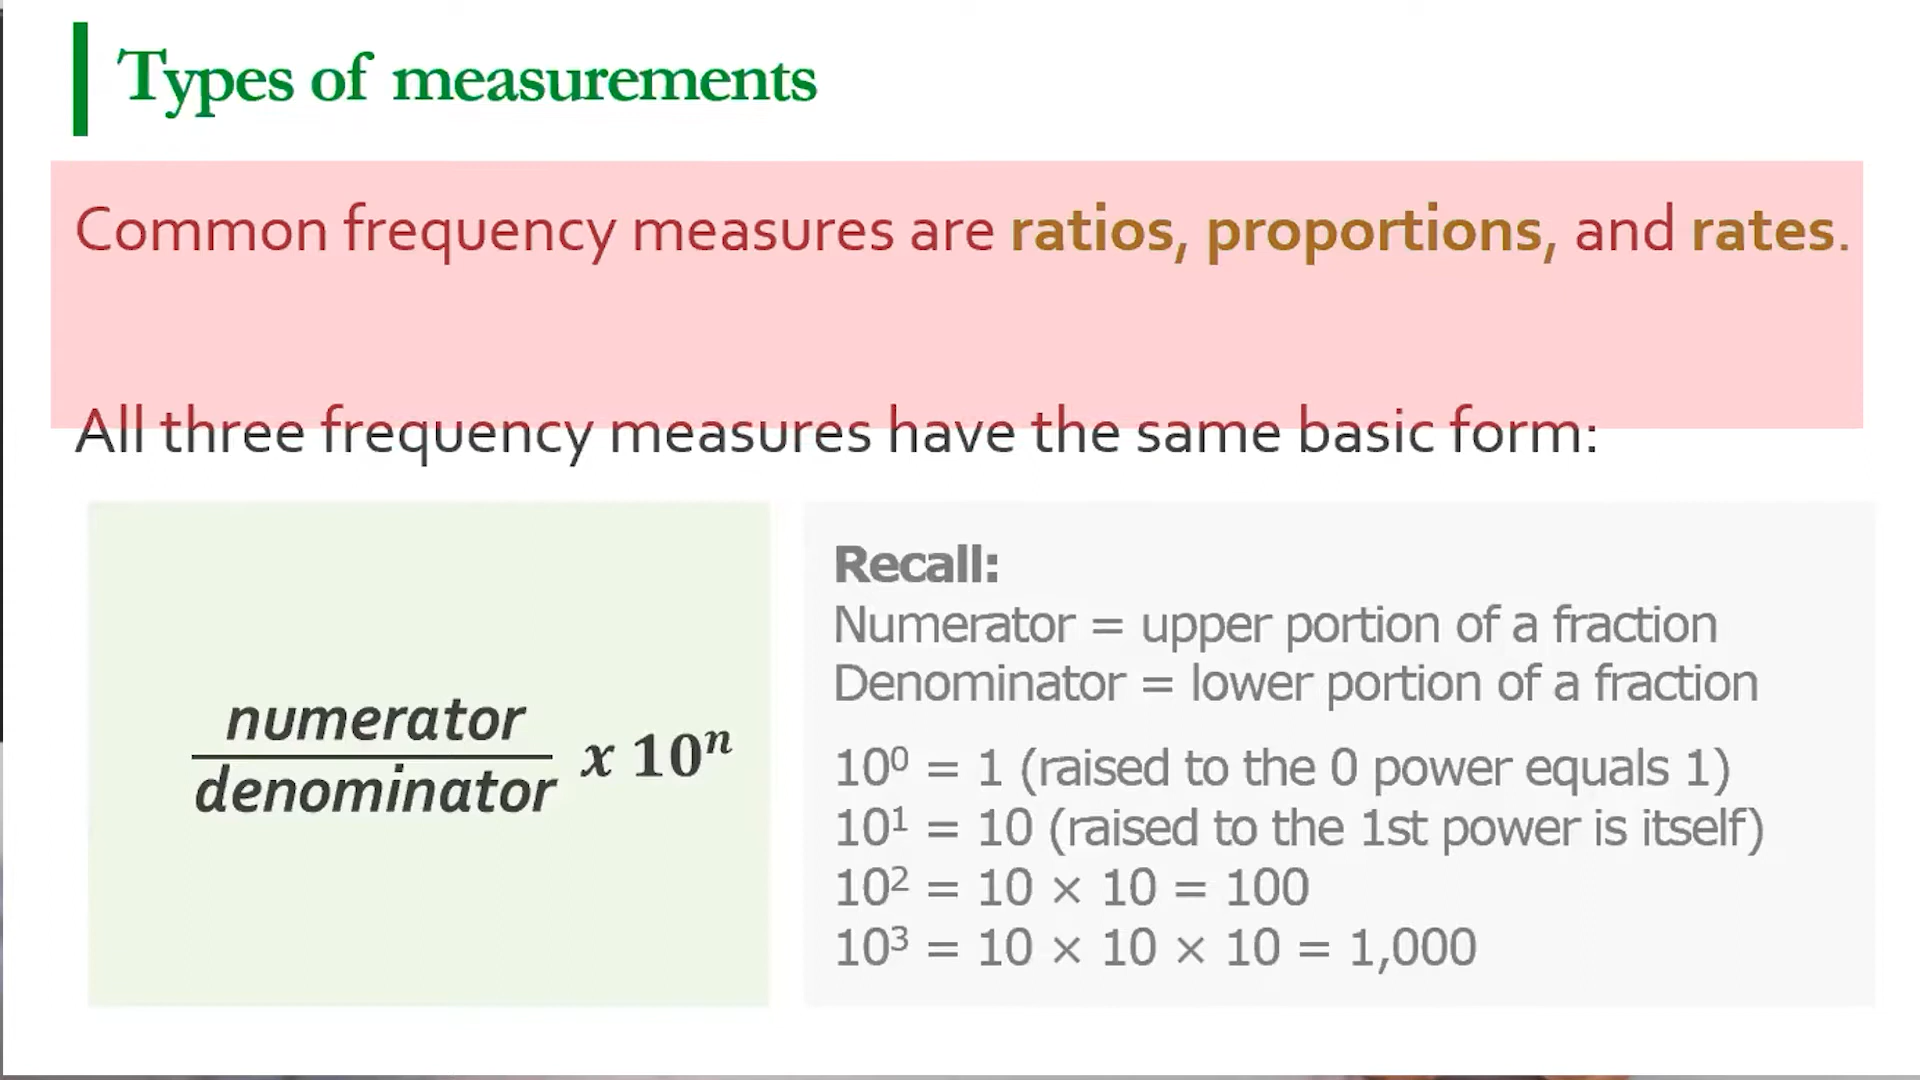 Types of measurements
Common frequency measures are ratios, proportions, and rates.
All three frequency measures have the same basic form:
numerator
denominator
x 10ⁿ
Recall:
Numerator = upper portion of a fraction
Denominator = lower portion of a fraction
10⁰ = 1 (raised to the 0 power equals 1)
10¹ = 10 (raised to the 1st power is itself)
10² = 10 × 10 = 100
10³ = 10 × 10 × 10 = 1,000